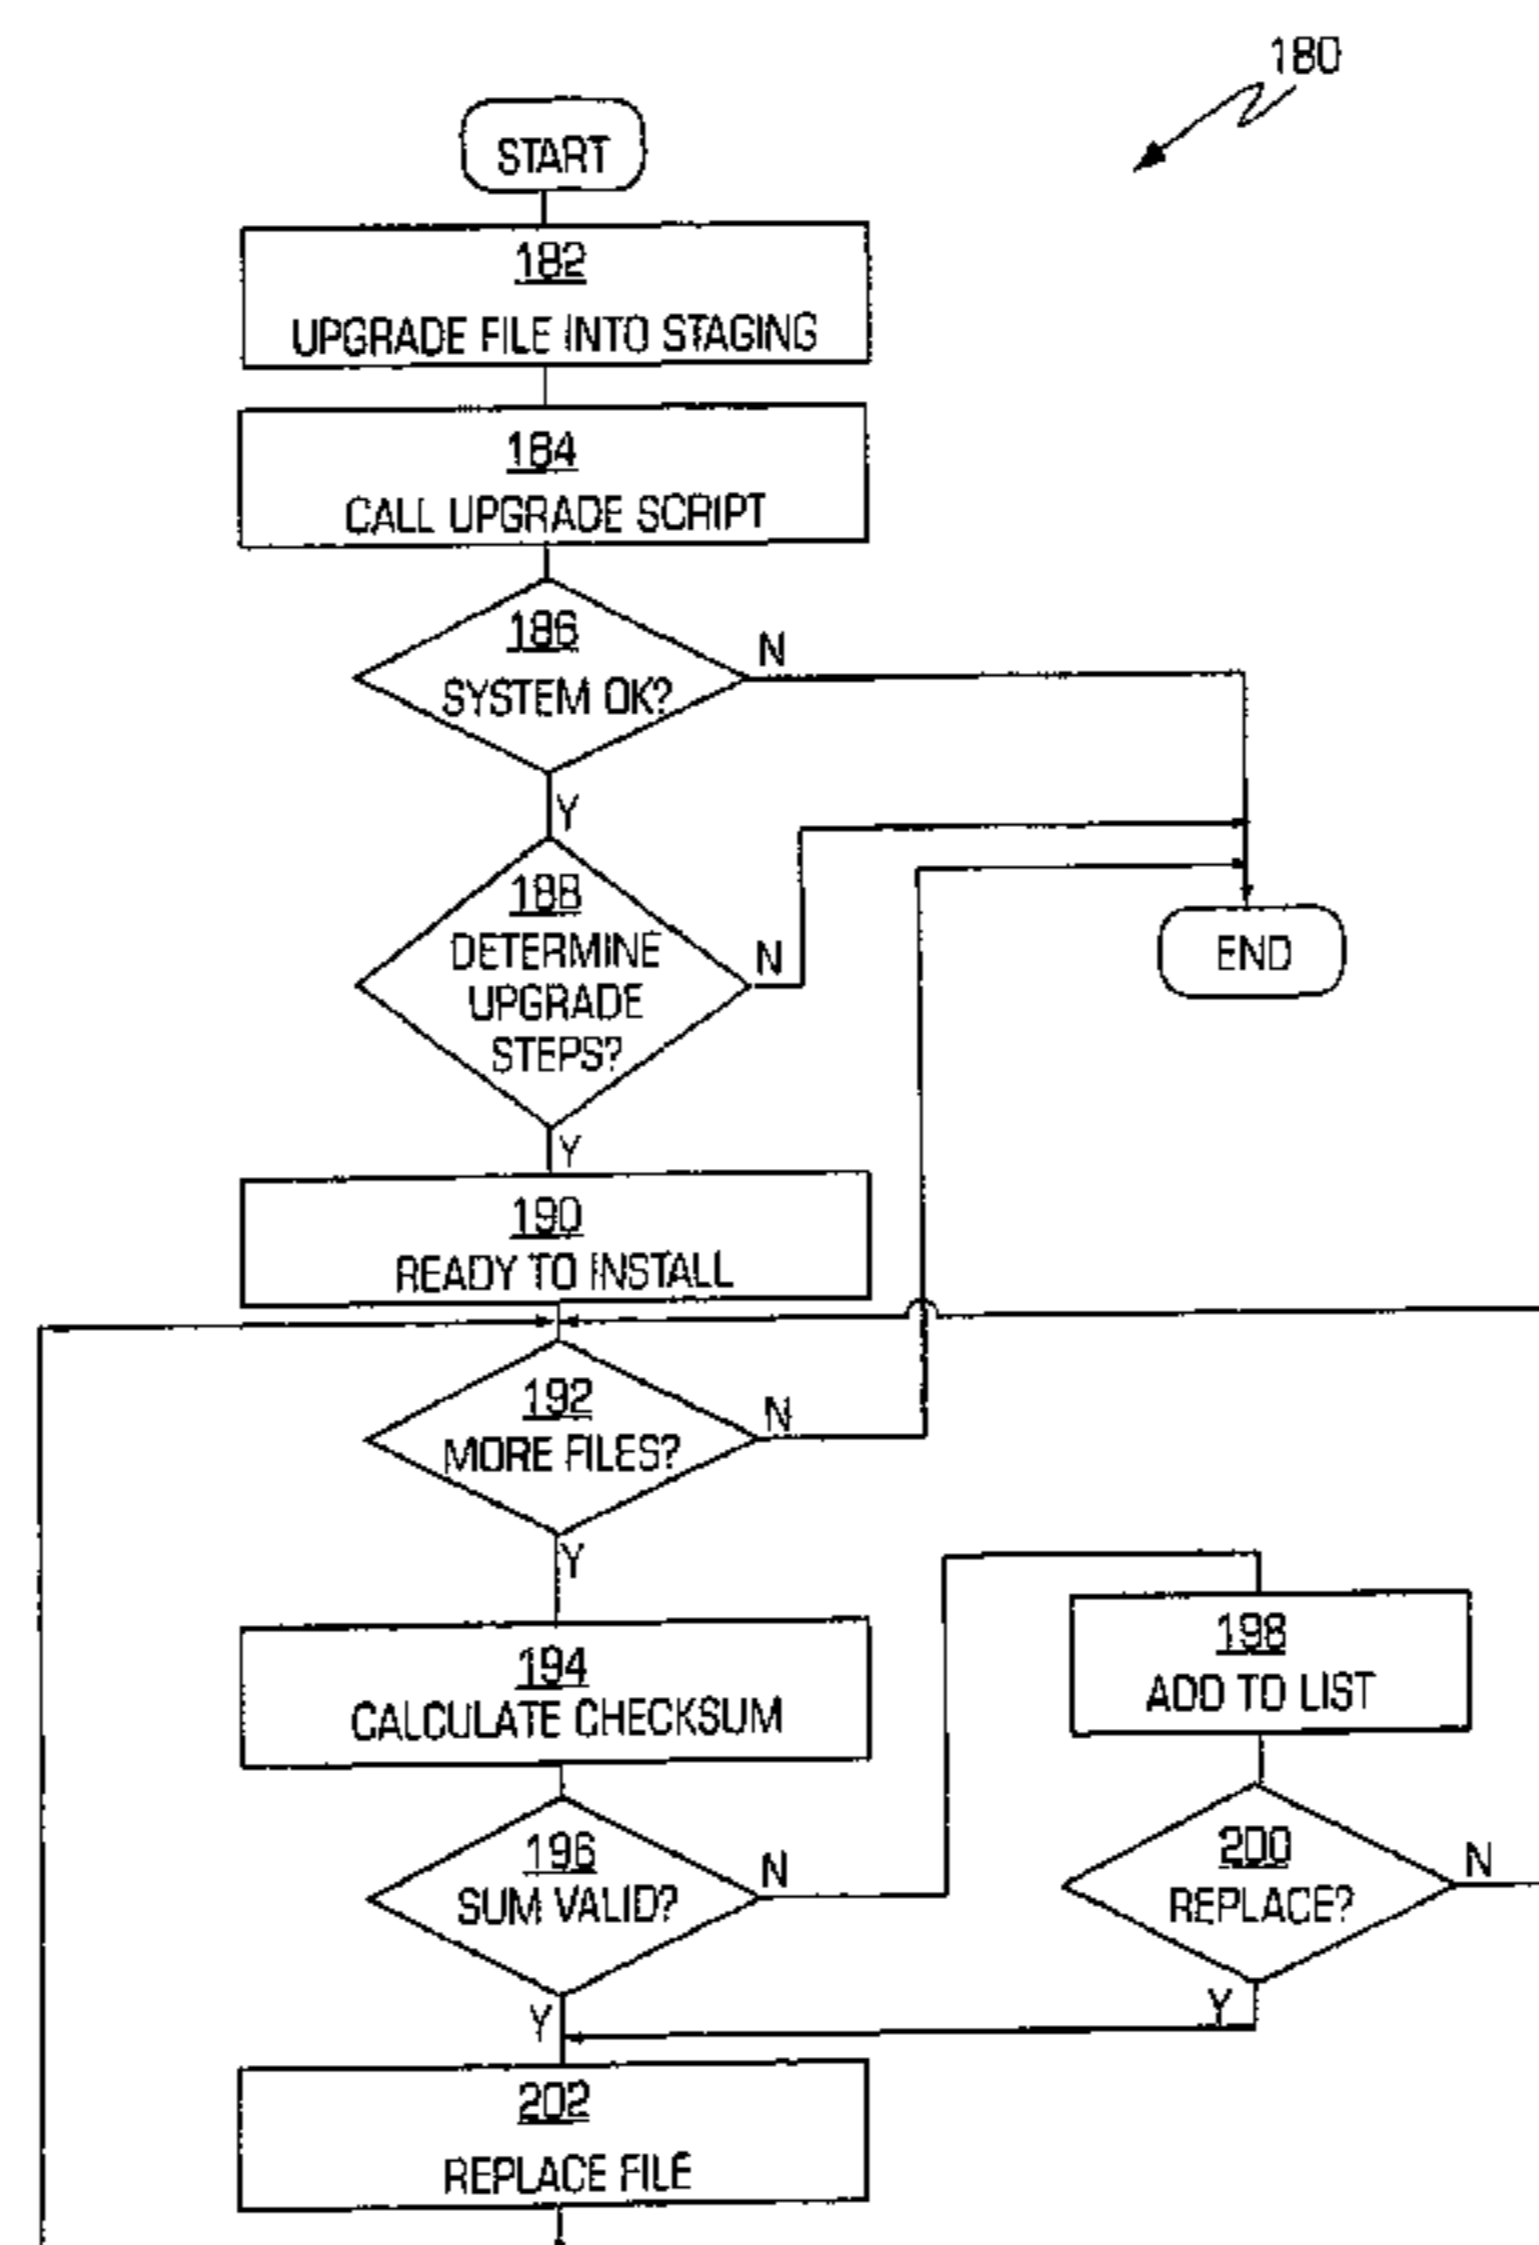 180
START
182
UPGRADE FILE INTO STAGING
184
CALL UPGRADE SCRIPT
186
SYSTEM OK?
N
Y
188
DETERMINE
UPGRADE
STEPS?
N
END
Y
190
READY TO INSTALL
192
MORE FILES?
N
Y
194
CALCULATE CHECKSUM
198
ADD TO LIST
196
SUM VALID?
N
200
REPLACE?
N
Y
Y
202
REPLACE FILE